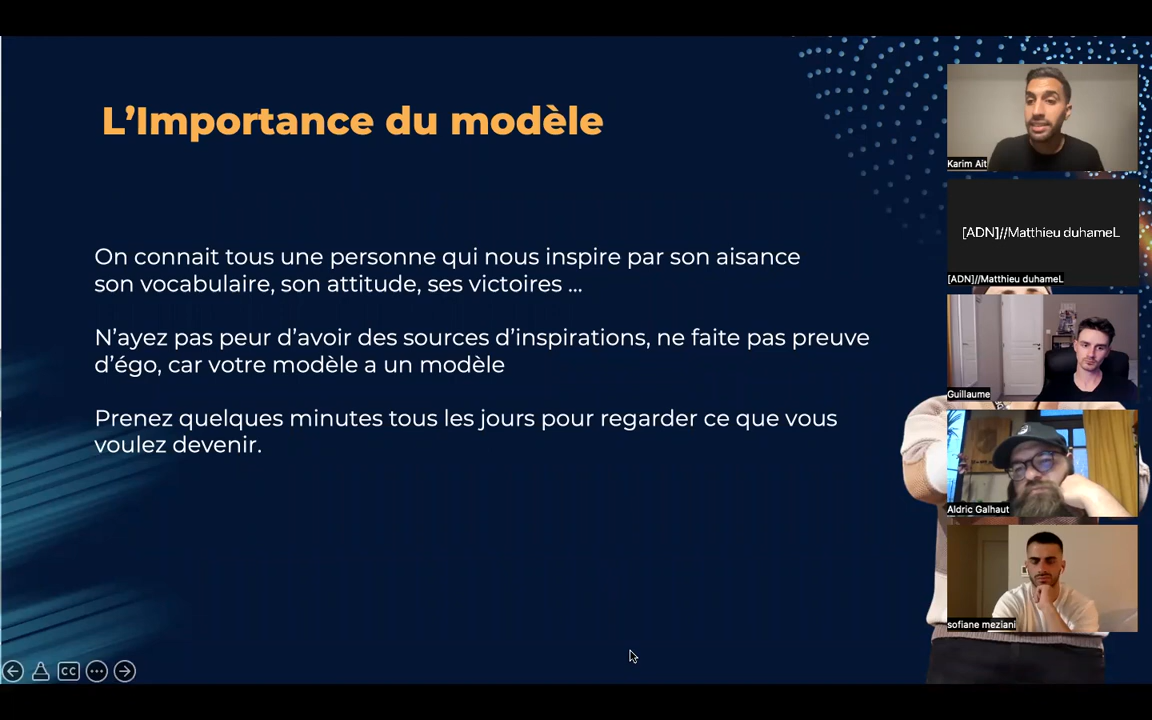 L’Importance du modèle
On connait tous une personne qui nous inspire par son aisance
son vocabulaire, son attitude, ses victoires ...
N’ayez pas peur d’avoir des sources d’inspirations, ne faite pas preuve
d’égo, car votre modèle a un modèle
Prenez quelques minutes tous les jours pour regarder ce que vous
voulez devenir.
Karim Ait
[ADN]//Matthieu duhameL
[ADN]//Matthieu duhameL
Guillaume
Aldric Galhaut
sofiane meziani
CC